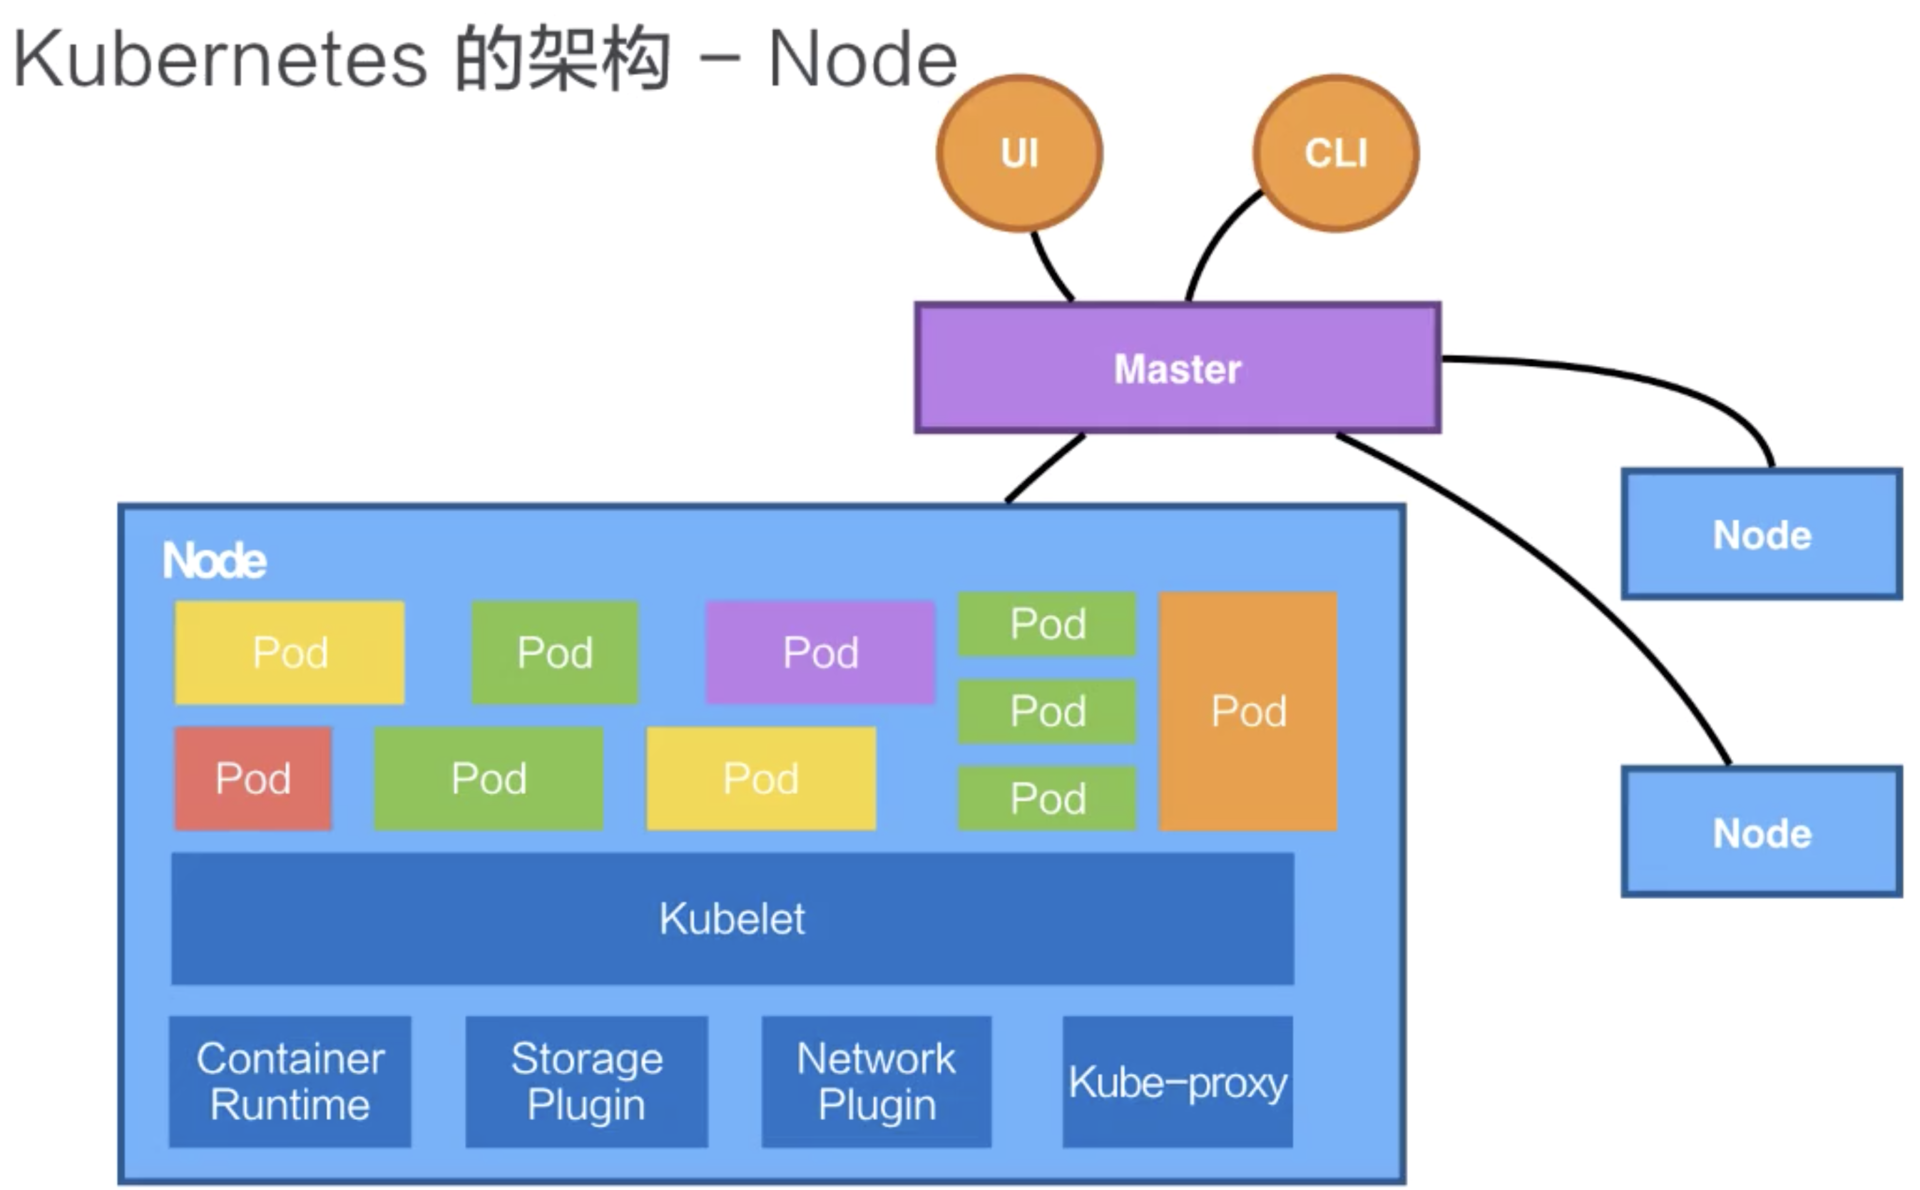 Kubernetes 的架构 – Node
UI
CLI
Master
Node
Node
Node
Pod
Pod
Pod
Pod
Pod
Pod
Pod
Pod
Pod
Pod
Kubelet
Container
Runtime
Storage
Plugin
Network
Plugin
Kube–proxy